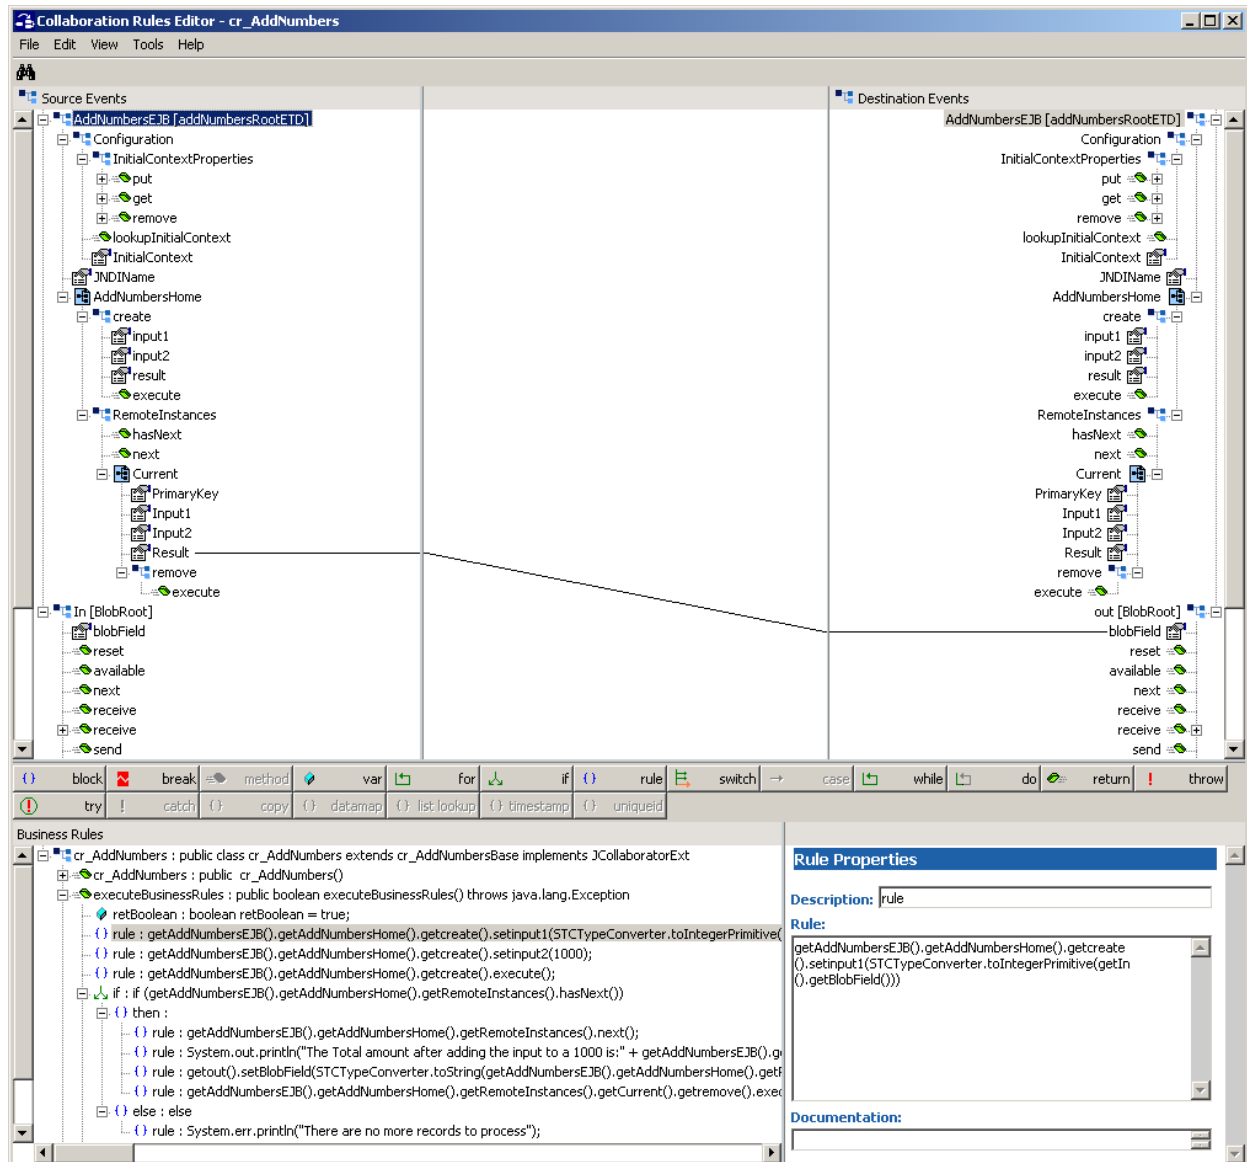 Collaboration Rules Editor - cr_AddNumbers
File Edit View Tools Help
Source Events
Destination Events
AddNumbersEJB [addNumbersRootETD]
AddNumbersEJB [addNumbersRootETD]
Configuration
Configuration
InitialContextProperties
InitialContextProperties
put
put
get
get
remove
remove
lookupInitialContext
lookupInitialContext
InitialContext
InitialContext
JNDIName
JNDIName
AddNumbersHome
AddNumbersHome
create
create
input1
input1
input2
input2
result
result
execute
execute
RemoteInstances
RemoteInstances
hasNext
hasNext
next
next
Current
Current
PrimaryKey
PrimaryKey
Input1
Input1
Input2
Input2
Result
Result
remove
remove
execute
execute
In [BlobRoot]
out [BlobRoot]
blobField
blobField
reset
reset
available
available
next
next
receive
receive
receive
receive
send
send
block break method var for if rule switch case while do return throw
try catch copy datamap list lookup timestamp uniqueid
Business Rules
cr_AddNumbers : public class cr_AddNumbers extends cr_AddNumbersBase implements JCollaboratorExt
cr_AddNumbers : public cr_AddNumbers()
executeBusinessRules : public boolean executeBusinessRules() throws java.lang.Exception
retBoolean : boolean retBoolean = true;
rule : getAddNumbersEJB().getAddNumbersHome().getcreate().setinput1(STCTypeConverter.toIntegerPrimitive(
rule : getAddNumbersEJB().getAddNumbersHome().getcreate().setinput2(1000);
rule : getAddNumbersEJB().getAddNumbersHome().getcreate().execute();
if : if (getAddNumbersEJB().getAddNumbersHome().getRemoteInstances().hasNext())
then :
rule : getAddNumbersEJB().getAddNumbersHome().getRemoteInstances().next();
rule : System.out.println("The Total amount after adding the input to a 1000 is:" + getAddNumbersEJB().g
rule : getout().setBlobField(STCTypeConverter.toString(getAddNumbersEJB().getAddNumbersHome().get
rule : getAddNumbersEJB().getAddNumbersHome().getRemoteInstances().getCurrent().getremove().exec
else : else
rule : System.err.println("There are no more records to process");
Rule Properties
Description: rule
Rule:
getAddNumbersEJB().getAddNumbersHome().getcreate
().setinput1(STCTypeConverter.toIntegerPrimitive(getIn
().getBlobField()))
Documentation: